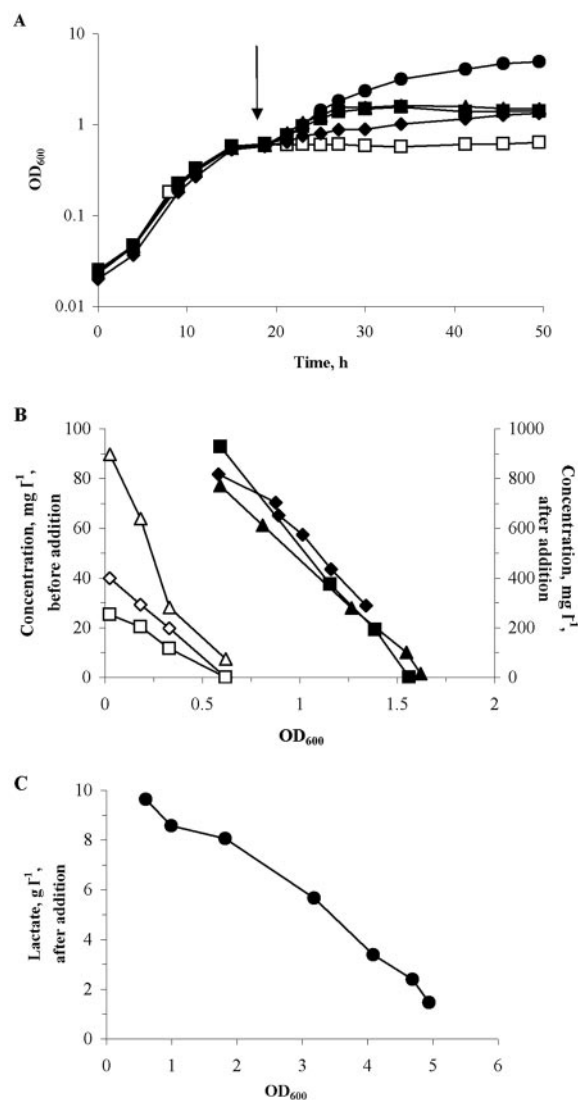 A
10
1
0.1
0.01
OD600
0 10 20 30 40 50
Time, h
B
100 1000
80 800
60 600
40 400
20 200
0 0
Concentration, mg l-1,
before addition
Concentration, mg l-1,
after addition
0 0.5 1 1.5 2
OD600
C
10
8
6
4
2
0
Lactate, g l-1,
after addition
0 1 2 3 4 5 6
OD600